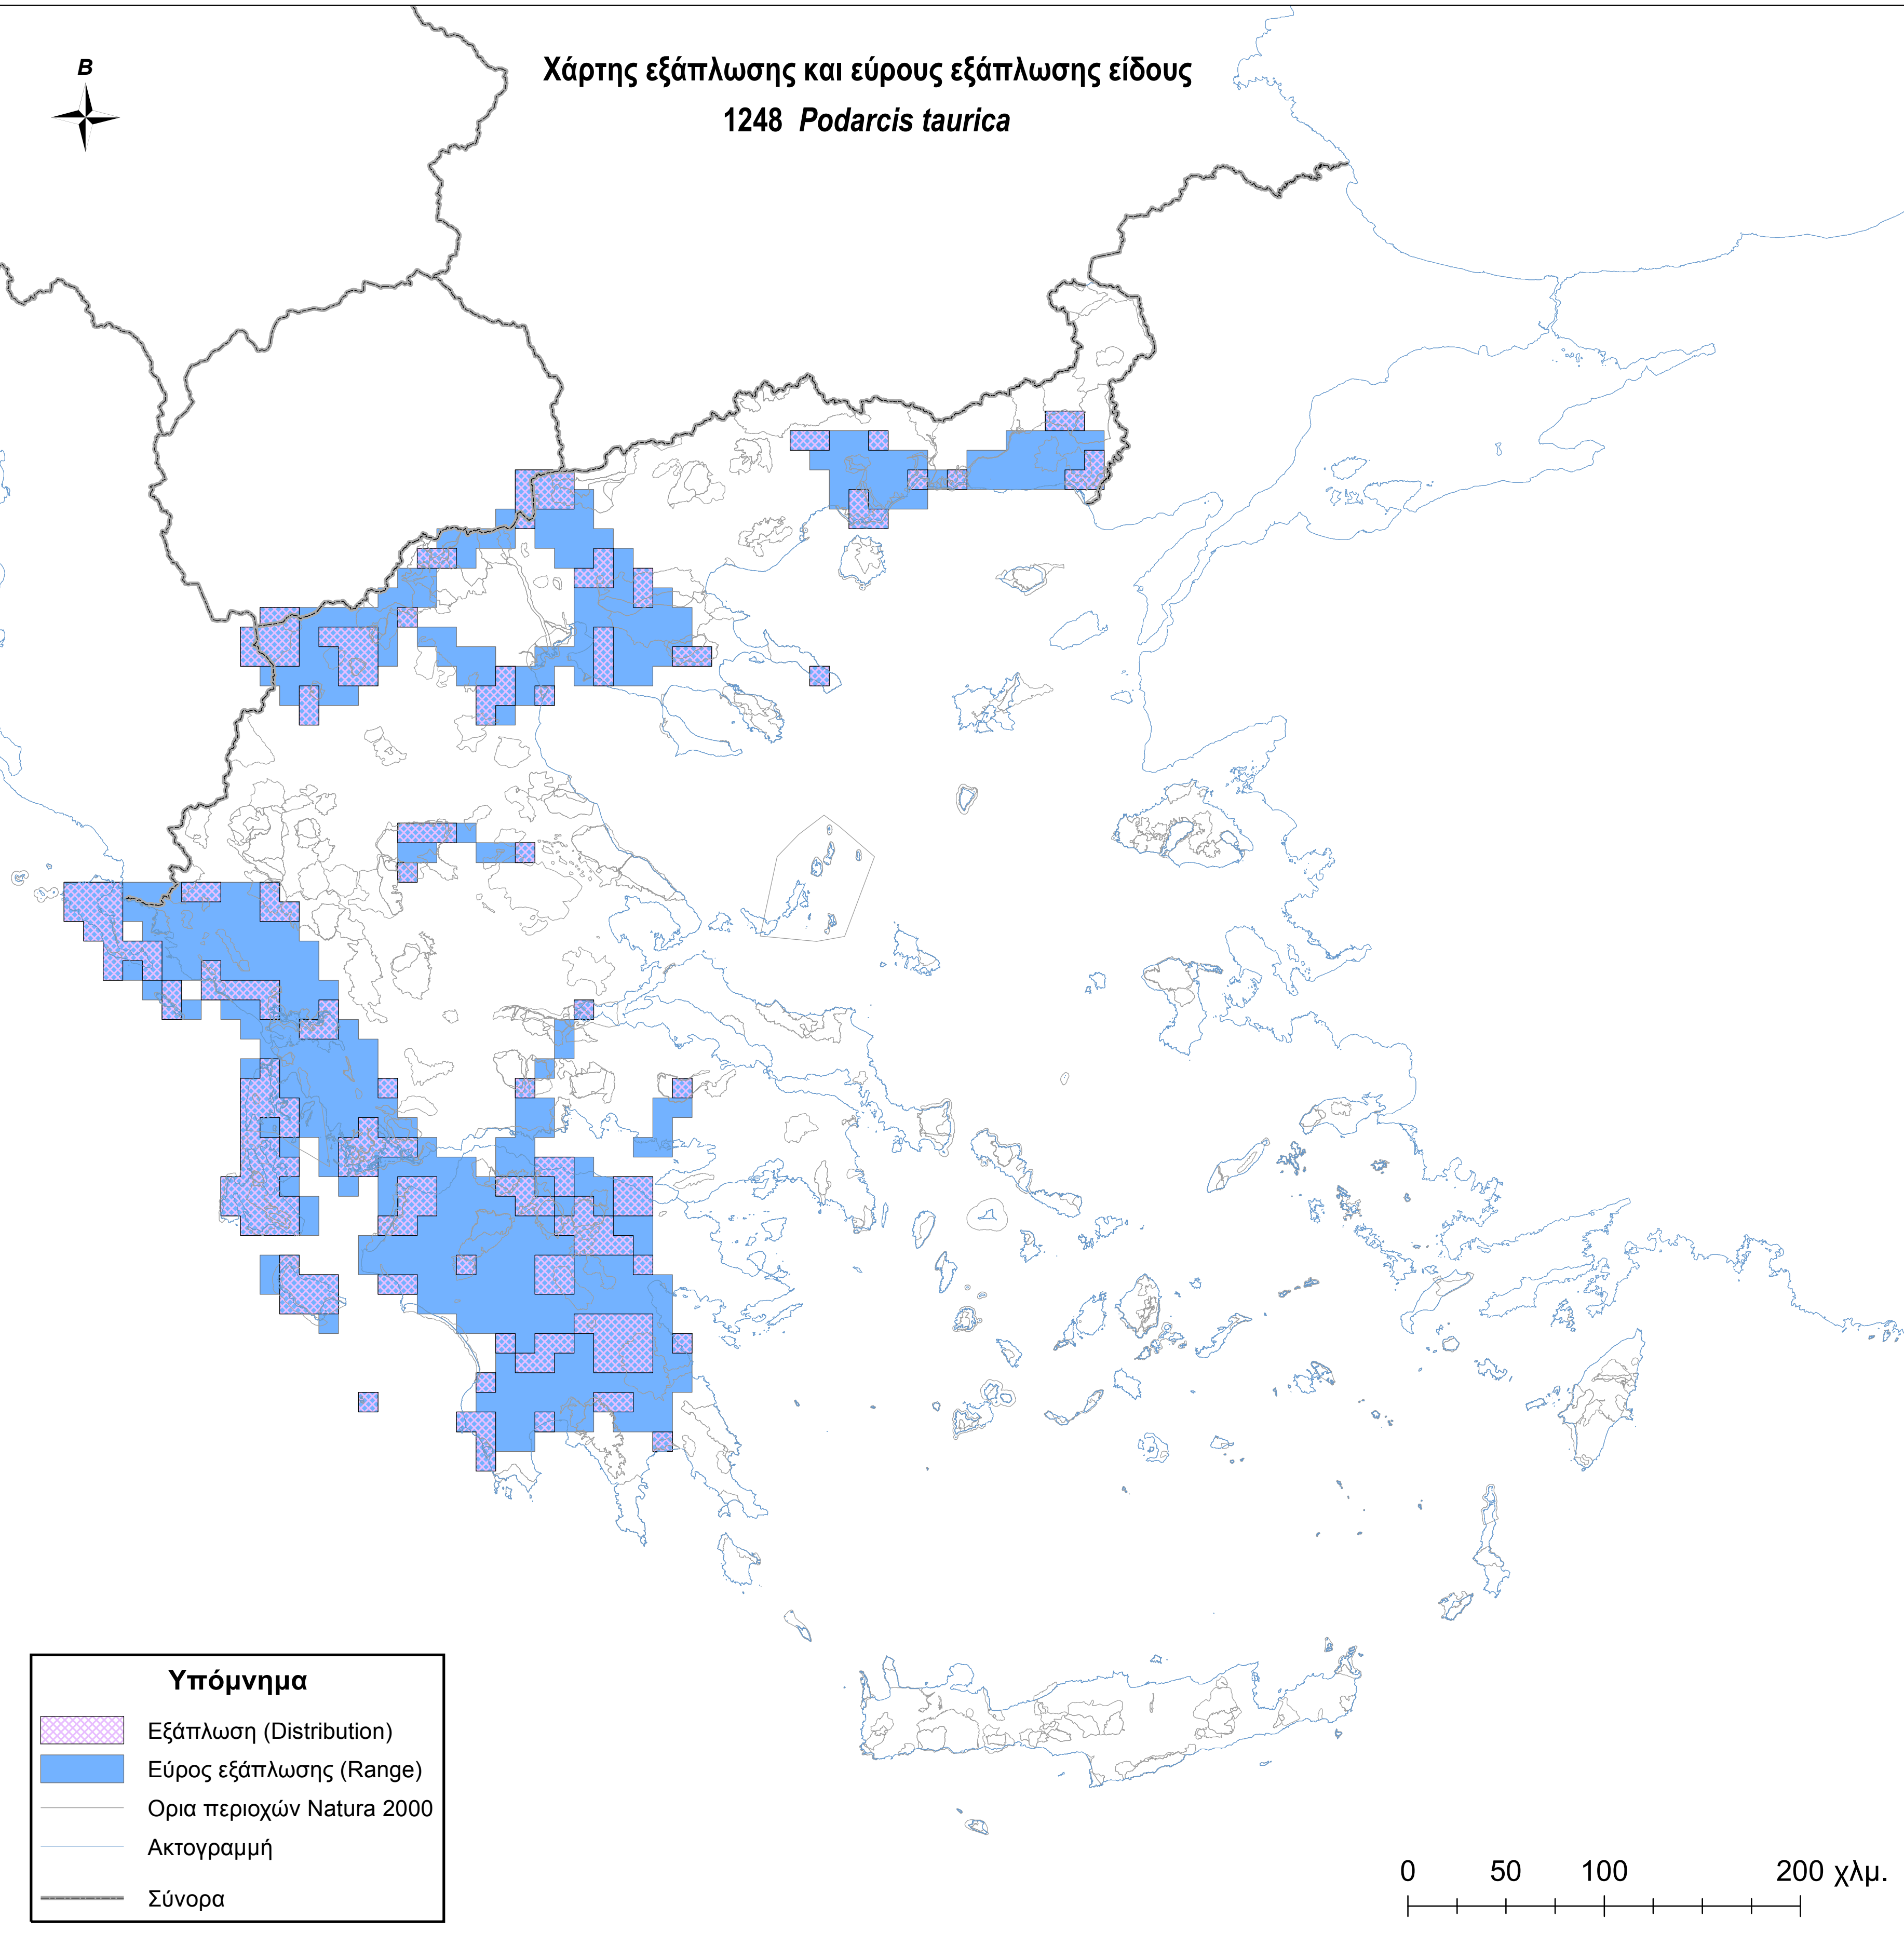 B
Χάρτης εξάπλωσης και εύρους εξάπλωσης είδους
1248 Podarcis taurica
Υπόμνημα
Εξάπλωση (Distribution)
Εύρος εξάπλωσης (Range)
Ορια περιοχών Natura 2000
Ακτογραμμή
Σύνορα
0 50 100 200 χλμ.